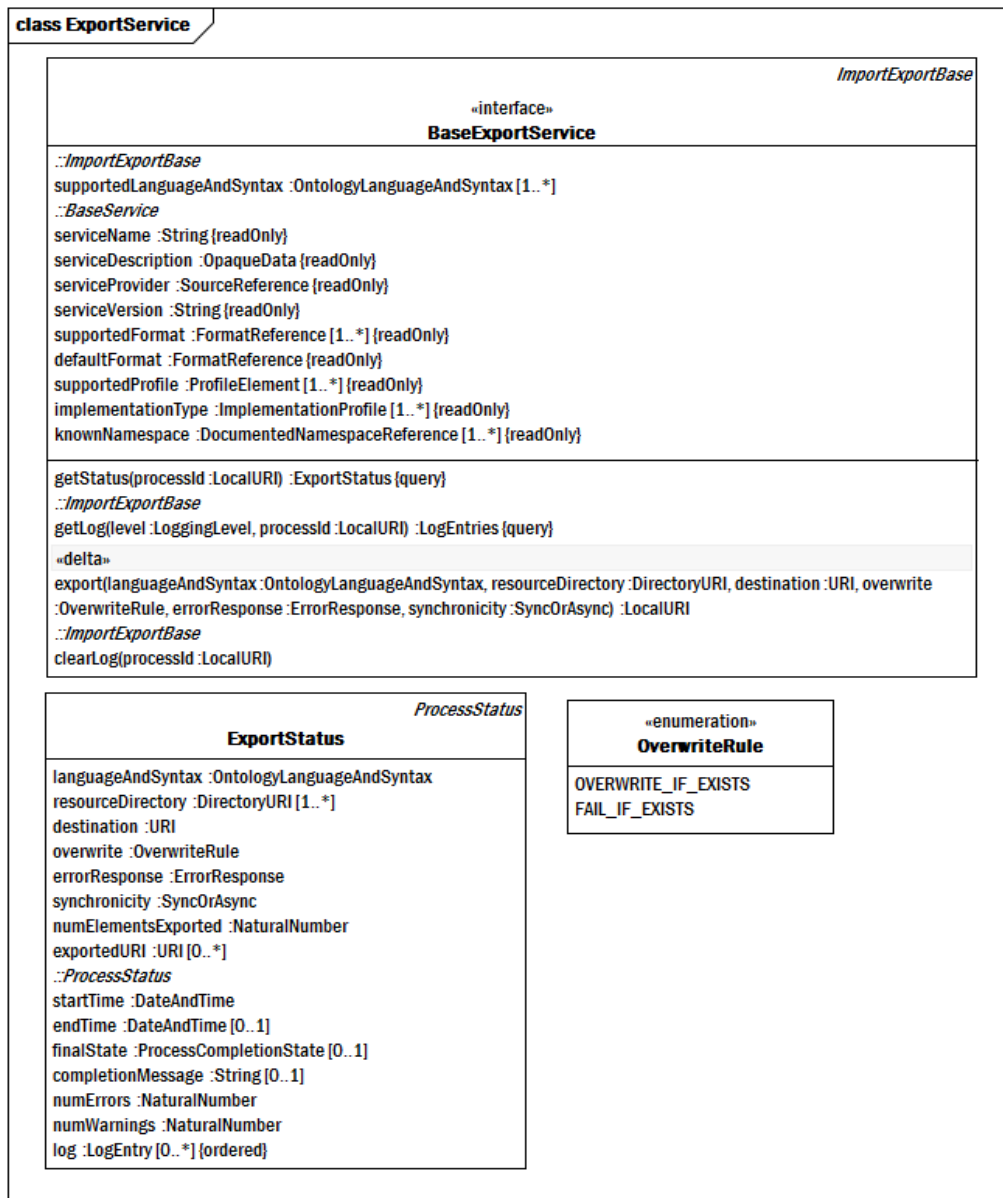 class ExportService
ImportExportBase
«interface»
BaseExportService
::ImportExportBase
supportedLanguageAndSyntax :OntologyLanguageAndSyntax [1..*]
::BaseService
serviceName :String {readOnly}
serviceDescription :OpaqueData {readOnly}
serviceProvider :SourceReference {readOnly}
serviceVersion :String {readOnly}
supportedFormat :FormatReference [1..*] {readOnly}
defaultFormat :FormatReference {readOnly}
supportedProfile :ProfileElement [1..*] {readOnly}
implementationType :ImplementationProfile [1..*] {readOnly}
knownNamespace :DocumentedNamespaceReference [1..*] {readOnly}
getStatus(processId :LocalURI) :ExportStatus {query}
::ImportExportBase
getLog(level :LoggingLevel, processId :LocalURI) :LogEntries {query}
«delta»
export(languageAndSyntax :OntologyLanguageAndSyntax, resourceDirectory :DirectoryURI, destination :URI, overwrite
:OverwriteRule, errorResponse :ErrorResponse, synchronicity :SyncOrAsync) :LocalURI
::ImportExportBase
clearLog(processId :LocalURI)
ProcessStatus
ExportStatus
languageAndSyntax :OntologyLanguageAndSyntax
resourceDirectory :DirectoryURI [1..*]
destination :URI
overwrite :OverwriteRule
errorResponse :ErrorResponse
synchronicity :SyncOrAsync
numElementsExported :NaturalNumber
exportedURI :URI [0..*]
::ProcessStatus
startTime :DateAndTime
endTime :DateAndTime [0..1]
finalState :ProcessCompletionState [0..1]
completionMessage :String [0..1]
numErrors :NaturalNumber
numWarnings :NaturalNumber
log :LogEntry [0..*] {ordered}
«enumeration»
OverwriteRule
OVERWRITE_IF_EXISTS
FAIL_IF_EXISTS